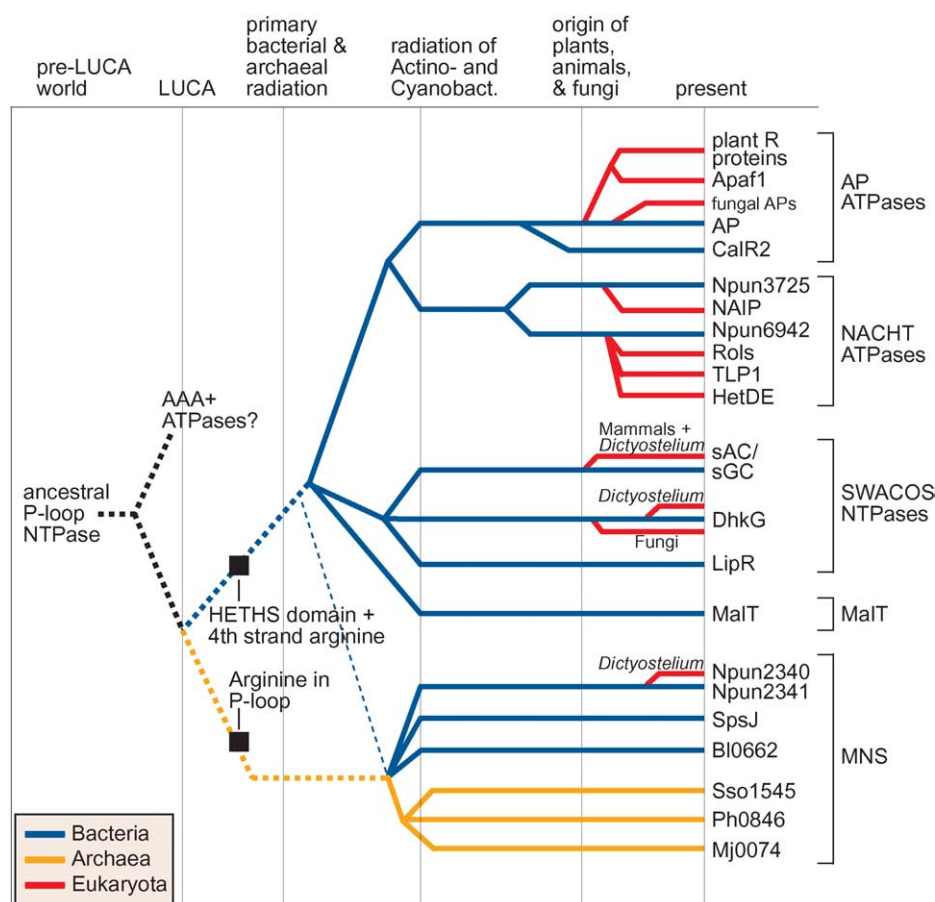 pre-LUCA
world
LUCA
primary
bacterial &
archaeal
radiation
radiation of
Actino- and
Cyanobact.
origin of
plants,
animals,
& fungi
present
plant R
proteins
Apaf1
fungal APs
AP
CalR2
AP
ATPases
Npun3725
NAIP
Npun6942
Rols
TLP1
HetDE
NACHT
ATPases
AAA+
ATPases?
ancestral
P-loop
NTPase
Mammals +
Dictyostelium
sAC/
sGC
Dictyostelium
DhkG
Fungi
LipR
SWACOS
NTPases
HETHS domain +
4th strand arginine
MalT
MalT
Arginine in
P-loop
Dictyostelium
Npun2340
Npun2341
SpsJ
Bl0662
Sso1545
Ph0846
Mj0074
MNS
Bacteria
Archaea
Eukaryota